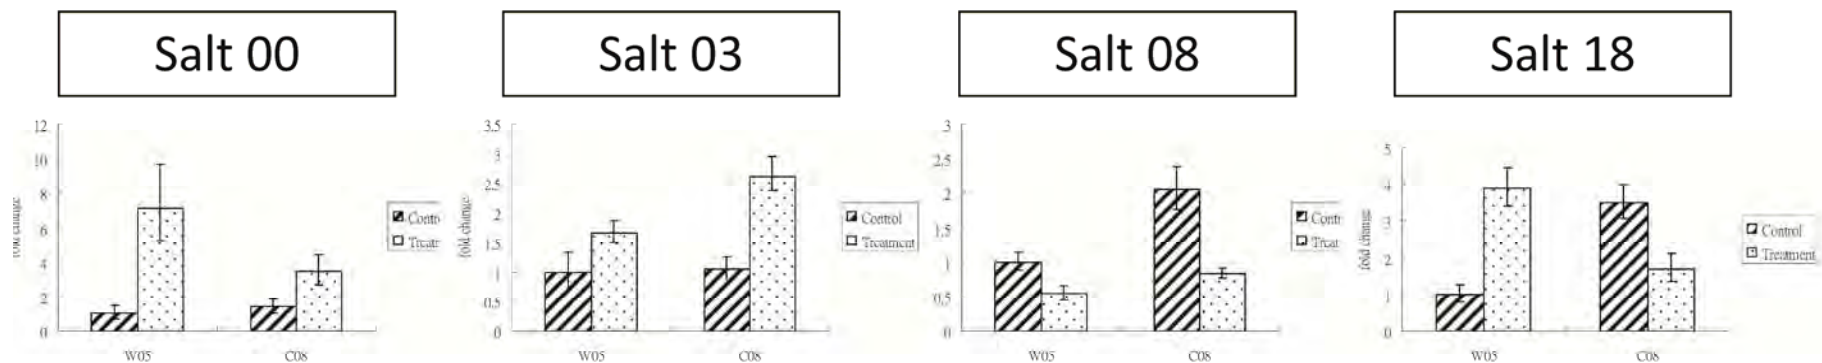 Salt 00
Salt 03
Salt 08
Salt 18
fold change
12
10
8
6
4
2
0
W05
C08
Contr
Treatr
fold change
3.5
3
2.5
2
1.5
1
0.5
0
W05
C08
Control
Treatment
3
2.5
2
1.5
1
0.5
0
W05
C08
Contr
Treat
fold change
5
4
3
2
1
0
W05
C08
Control
Treatment